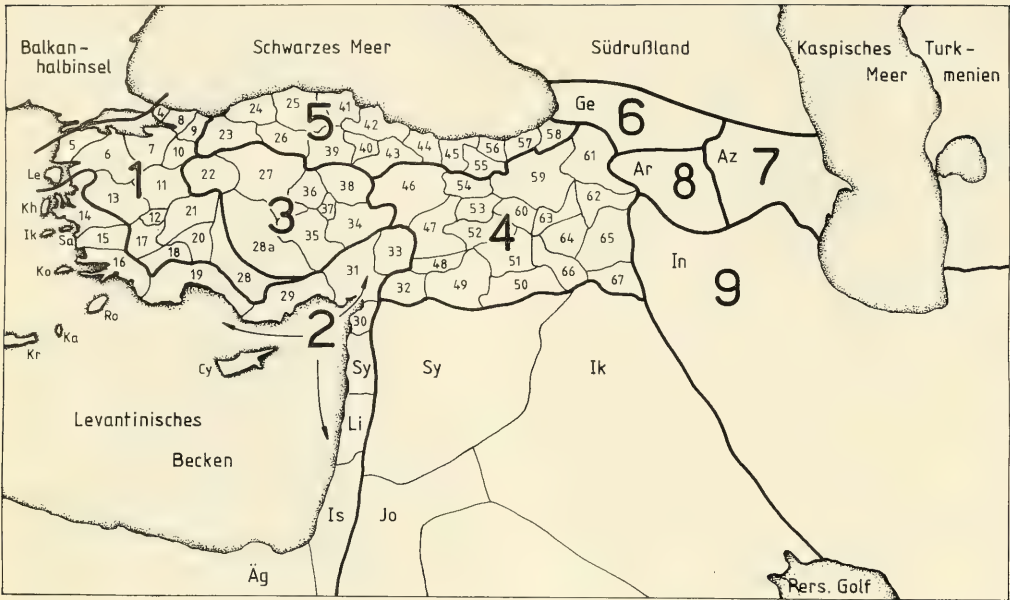 Balkan-
halbinsel
Schwarzes Meer
Südrußland
Kaspisches
Meer
Turk-
menien
4 8 9 5 6 7 10
24 25 41 42 23 26 39 40 43 44 45 55 56 57 58
5
Ge
6
Az
7
Ar
8
Le
Kh
Ik
Sa
Ko
Ro
Ka
Kr
Cy
1
11 13 14 12 21 15 17 20 16 18 19
22 27 36 38 37 34 35 28a
3
28 29 31 30 33
2
46 54 59 61 62 53 60 63 47 52 64 65 48 51 66 67 32 49 50
4
In
9
Sy
Sy
Ik
Li
Levantinisches
Becken
Is
Jo
Äg
Pers. Golf